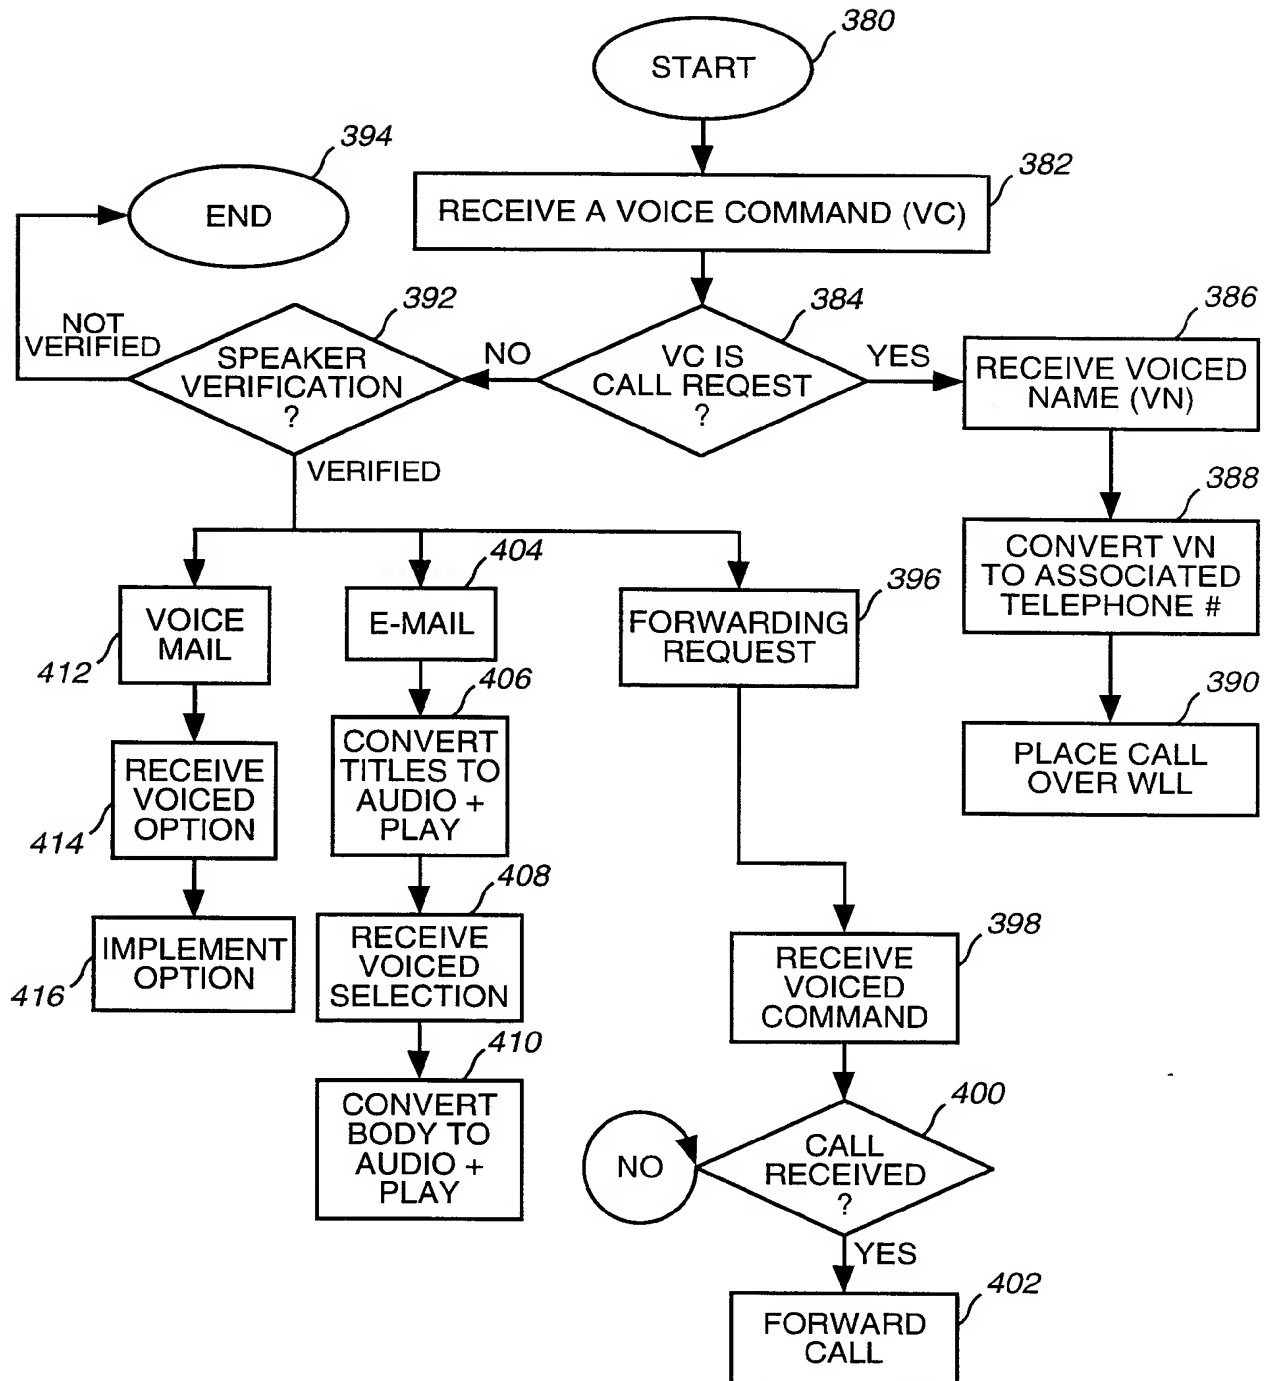 380
START
394
END
382
RECEIVE A VOICE COMMAND (VC)
392
SPEAKER
VERIFICATION
?
NOT
VERIFIED
VERIFIED
NO
384
VC IS
CALL REQEST
?
YES
386
RECEIVE VOICED
NAME (VN)
388
CONVERT VN
TO ASSOCIATED
TELEPHONE #
390
PLACE CALL
OVER WLL
VOICE
MAIL
412
RECEIVE
VOICED
OPTION
414
IMPLEMENT
OPTION
416
404
E-MAIL
406
CONVERT
TITLES TO
AUDIO +
PLAY
408
RECEIVE
VOICED
SELECTION
410
CONVERT
BODY TO
AUDIO +
PLAY
396
FORWARDING
REQUEST
398
RECEIVE
VOICED
COMMAND
400
CALL
RECEIVED
?
NO
YES
402
FORWARD
CALL